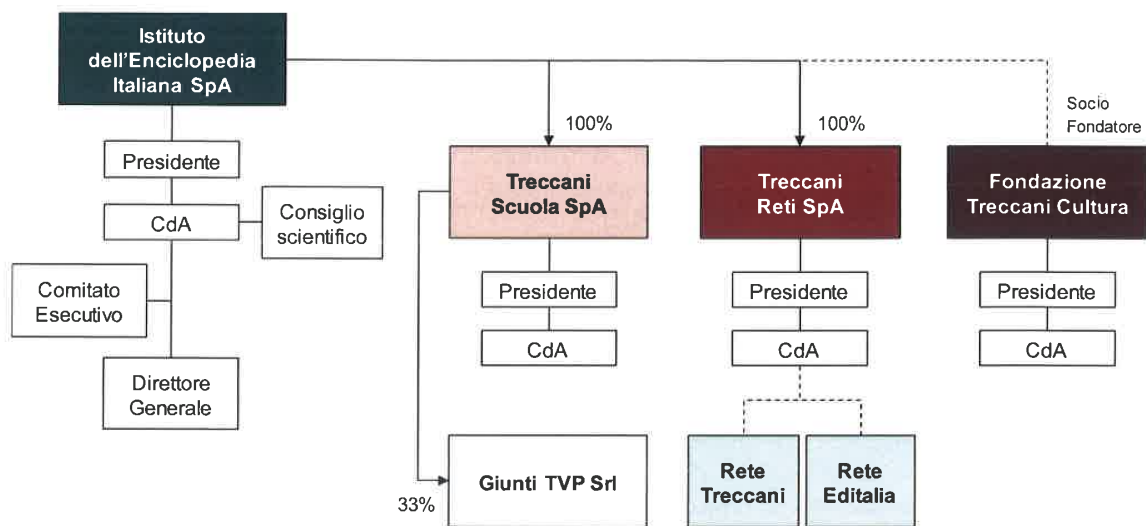 Istituto
dell'Enciclopedia
Italiana SpA
Socio
Fondatore
100%
100%
Presidente
Treccani
Scuola SpA
Treccani
Reti SpA
Fondazione
Treccani Cultura
CdA
Consiglio
scientifico
Comitato
Esecutivo
Presidente
Presidente
Presidente
CdA
CdA
CdA
Direttore
Generale
Giunti TVP Srl
33%
Rete
Treccani
Rete
Editalia